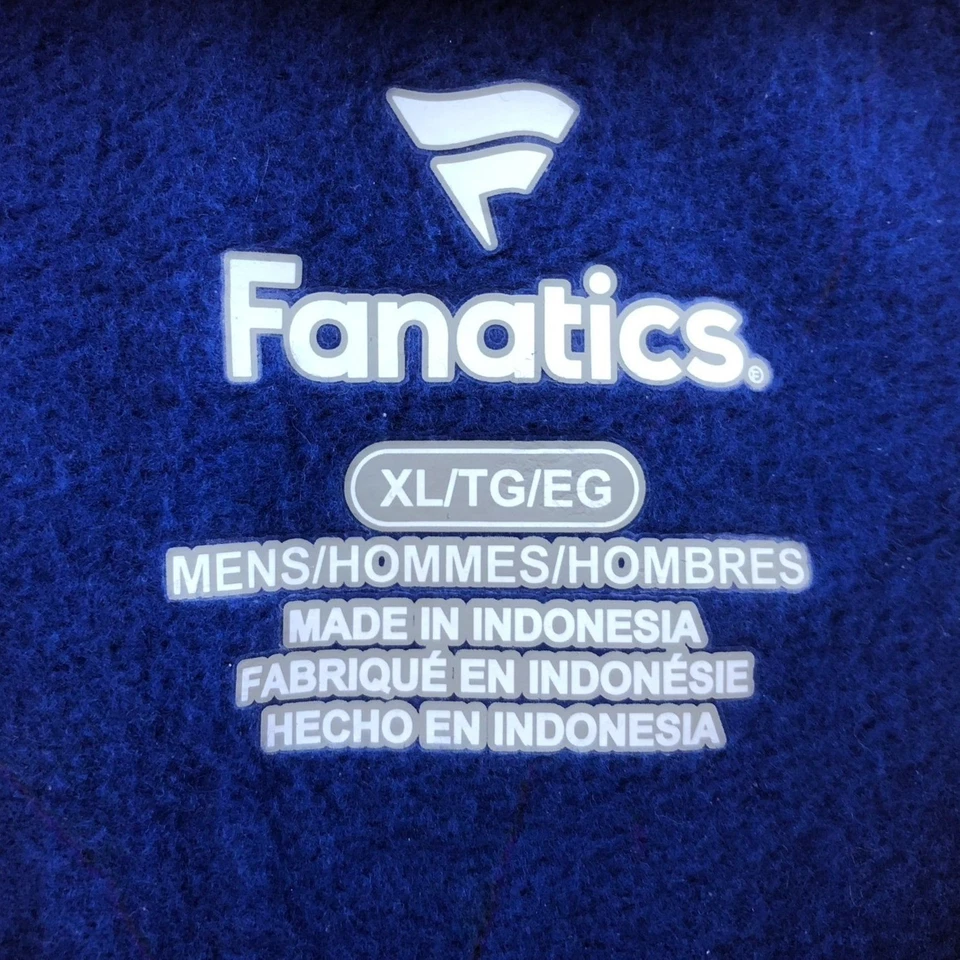 Fanatics.
XL/TG/EG
MENS/HOMMES/HOMBRES
MADE IN INDONESIA
FABRIQUÉ EN INDONÉSIE
HECHO EN INDONESIA